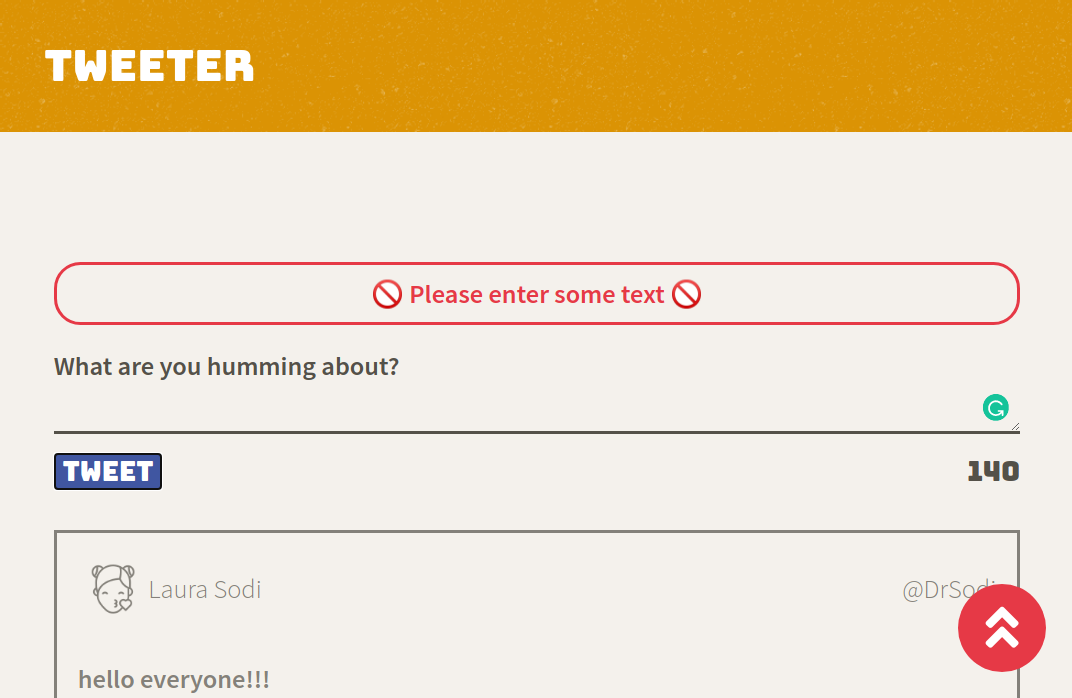 TWEETER
🚫 Please enter some text 🚫
What are you humming about?
TWEET 140
Laura Sodi @DrSodi
hello everyone!!!